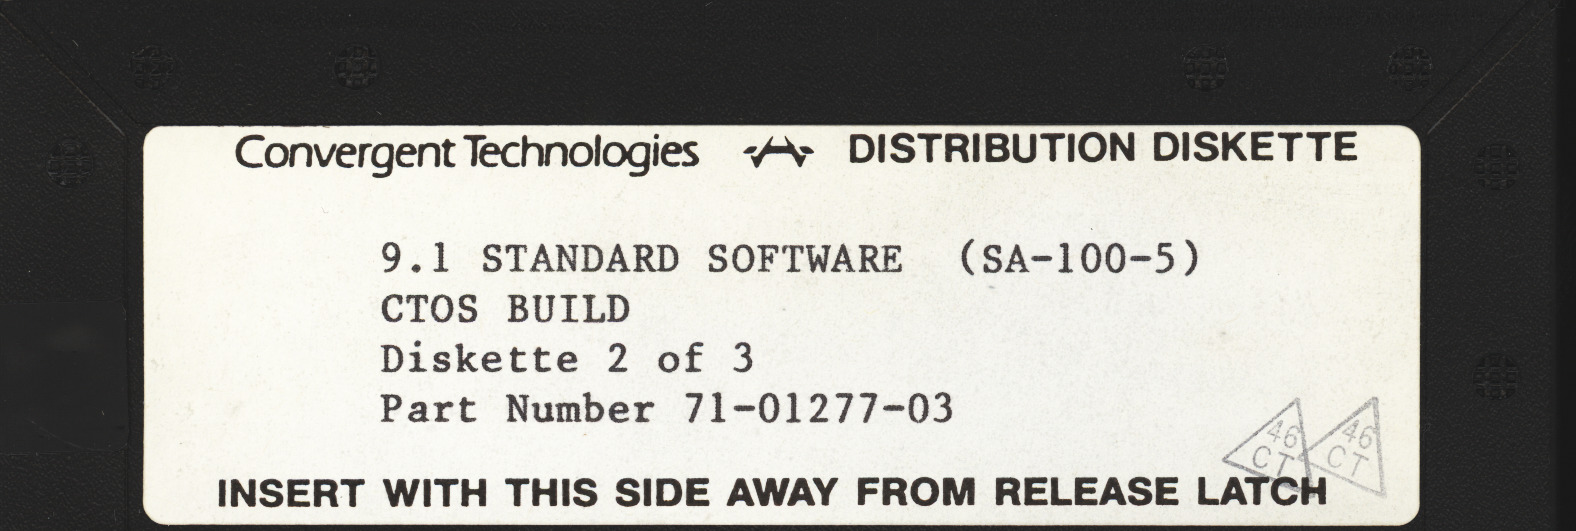 Convergent Technologies DISTRIBUTION DISKETTE
9.1 STANDARD SOFTWARE (SA-100-5)
CTOS BUILD
Diskette 2 of 3
Part Number 71-01277-03
46 46
CT CT
INSERT WITH THIS SIDE AWAY FROM RELEASE LATCH